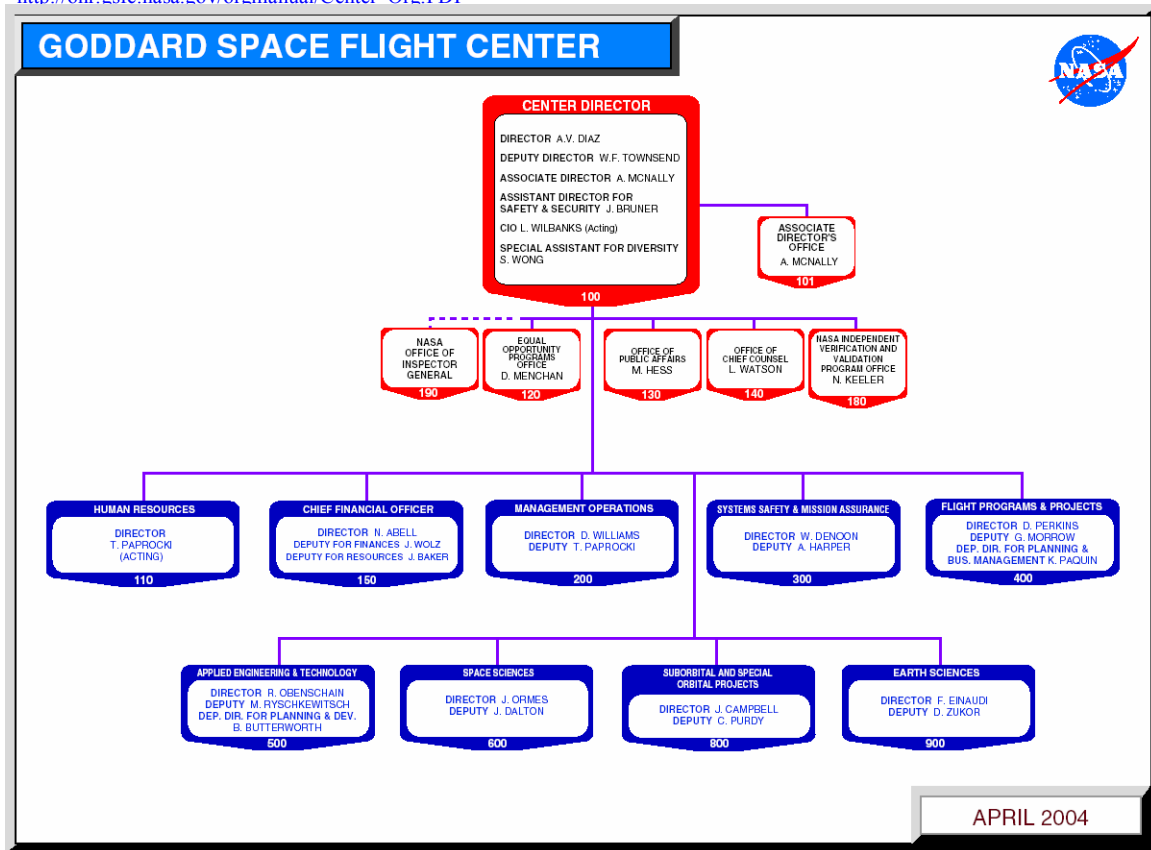 http://ohr.gsfc.nasa.gov/orgmanual/Center_Org.PDF
GODDARD SPACE FLIGHT CENTER
NASA
CENTER DIRECTOR
DIRECTOR A.V. DIAZ
DEPUTY DIRECTOR W.F. TOWNSEND
ASSOCIATE DIRECTOR A. MCNALLY
ASSISTANT DIRECTOR FOR
SAFETY & SECURITY J. BRUNER
CIO L. WILBANKS (Acting)
SPECIAL ASSISTANT FOR DIVERSITY
S. WONG
100
ASSOCIATE
DIRECTOR'S
OFFICE
A. MCNALLY
101
NASA
OFFICE OF
INSPECTOR
GENERAL
190
EQUAL
OPPORTUNITY
PROGRAMS
OFFICE
D. MENCHAN
120
OFFICE OF
PUBLIC AFFAIRS
M. HESS
130
OFFICE OF
CHIEF COUNSEL
L. WATSON
140
NASA INDEPENDENT
VERIFICATION AND
VALIDATION
PROGRAM OFFICE
N. KEELER
180
HUMAN RESOURCES
DIRECTOR
T. PAPROCKI
(ACTING)
110
CHIEF FINANCIAL OFFICER
DIRECTOR N. ABELL
DEPUTY FOR FINANCES J. WOLZ
DEPUTY FOR RESOURCES J. BAKER
150
MANAGEMENT OPERATIONS
DIRECTOR D. WILLIAMS
DEPUTY T. PAPROCKI
200
SYSTEMS SAFETY & MISSION ASSURANCE
DIRECTOR W. DENOON
DEPUTY A. HARPER
300
FLIGHT PROGRAMS & PROJECTS
DIRECTOR D. PERKINS
DEPUTY G. MORROW
DEP. DIR. FOR PLANNING &
BUS. MANAGEMENT K. PAQUIN
400
APPLIED ENGINEERING & TECHNOLOGY
DIRECTOR R. OBENSCHAIN
DEPUTY M. RYSCHKEWITSCH
DEP. DIR. FOR PLANNING & DEV.
B. BUTTERWORTH
500
SPACE SCIENCES
DIRECTOR J. ORMES
DEPUTY J. DALTON
600
SUBORBITAL AND SPECIAL
ORBITAL PROJECTS
DIRECTOR J. CAMPBELL
DEPUTY C. PURDY
800
EARTH SCIENCES
DIRECTOR F. EINAUDI
DEPUTY D. ZUKOR
900
APRIL 2004